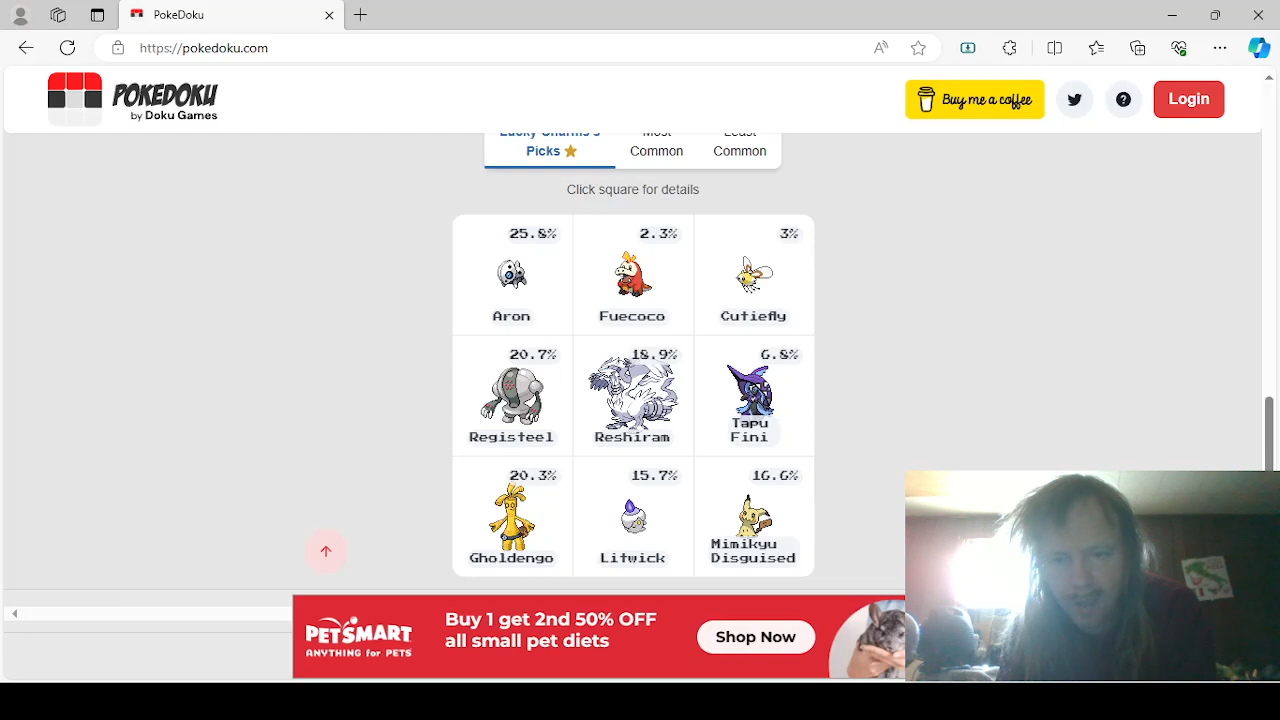 PokeDoku
https://pokedoku.com
POKEDOKU
by Doku Games
Buy me a coffee
Login
Lucky Charms's
Picks
Most
Common
Least
Common
Click square for details
25.8%
2.3%
3%
Aron
Fuecoco
Cutiefly
20.7%
18.9%
6.8%
Registeel
Reshiram
Tapu
Fini
20.3%
15.7%
16.6%
Gholdengo
Litwick
Mimikyu
Disguised
PETSMART
ANYTHING for PETS
Buy 1 get 2nd 50% OFF
all small pet diets
Shop Now